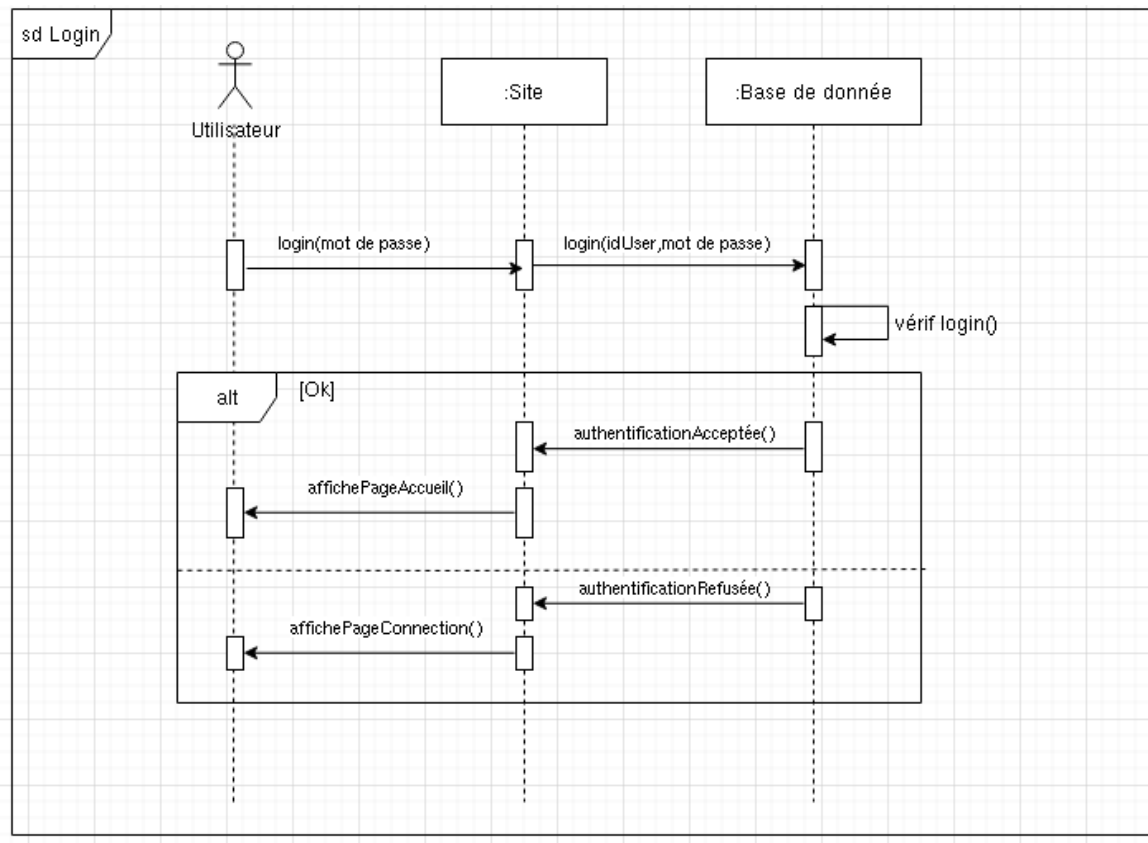 sd Login
Utilisateur
:Site
:Base de donnée
login(mot de passe)
login(idUser,mot de passe)
vérif login()
alt
[Ok]
authentificationAcceptée()
affichePageAccueil()
authentificationRefusée()
affichePageConnection()